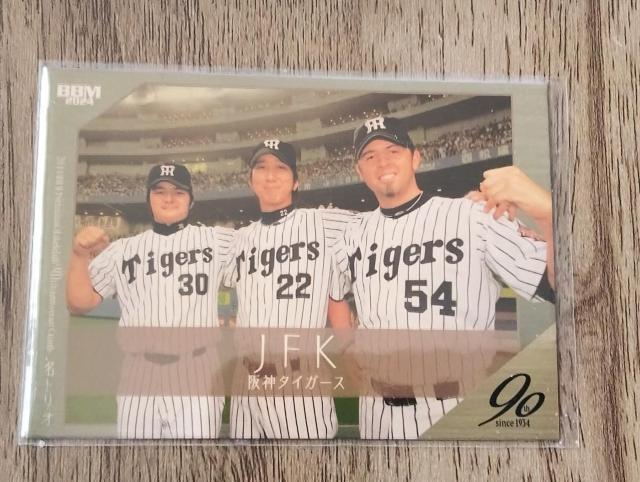 BBM
2024
Tigers
30
Tigers
22
Tigers
54
JFK
阪神タイガース
90th
since 1934
名トリオ